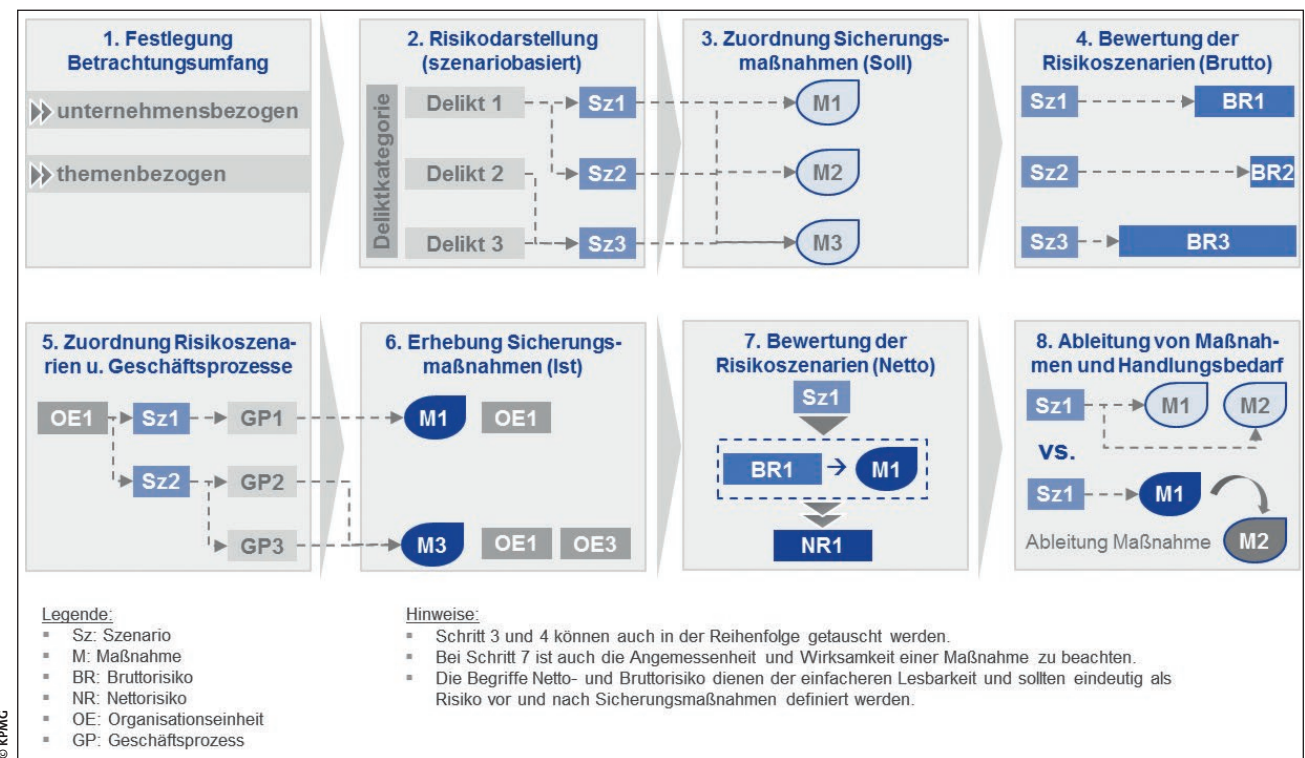 1. Festlegung
Betrachtungsumfang
unternehmensbezogen
themenbezogen
2. Risikodarstellung
(szenariobasiert)
Deliktkategorie
Delikt 1
Sz1
Delikt 2
Sz2
Delikt 3
Sz3
3. Zuordnung Sicherungs-
maßnahmen (Soll)
M1
M2
M3
4. Bewertung der
Risikoszenarien (Brutto)
Sz1
BR1
Sz2
BR2
Sz3
BR3
5. Zuordnung Risikoszena-
rien u. Geschäftsprozesse
OE1
Sz1
GP1
Sz2
GP2
GP3
6. Erhebung Sicherungs-
maßnahmen (Ist)
M1
OE1
M3
OE1
OE3
7. Bewertung der
Risikoszenarien (Netto)
Sz1
BR1
M1
NR1
8. Ableitung von Maßnah-
men und Handlungsbedarf
Sz1
M1
M2
vs.
Sz1
M1
Ableitung Maßnahme
M2
Legende:
Sz: Szenario
M: Maßnahme
BR: Bruttorisiko
NR: Nettorisiko
OE: Organisationseinheit
GP: Geschäftsprozess
Hinweise:
Schritt 3 und 4 können auch in der Reihenfolge getauscht werden.
Bei Schritt 7 ist auch die Angemessenheit und Wirksamkeit einer Maßnahme zu beachten.
Die Begriffe Netto- und Bruttorisiko dienen der einfacheren Lesbarkeit und sollten eindeutig als
Risiko vor und nach Sicherungsmaßnahmen definiert werden.
© KPMG